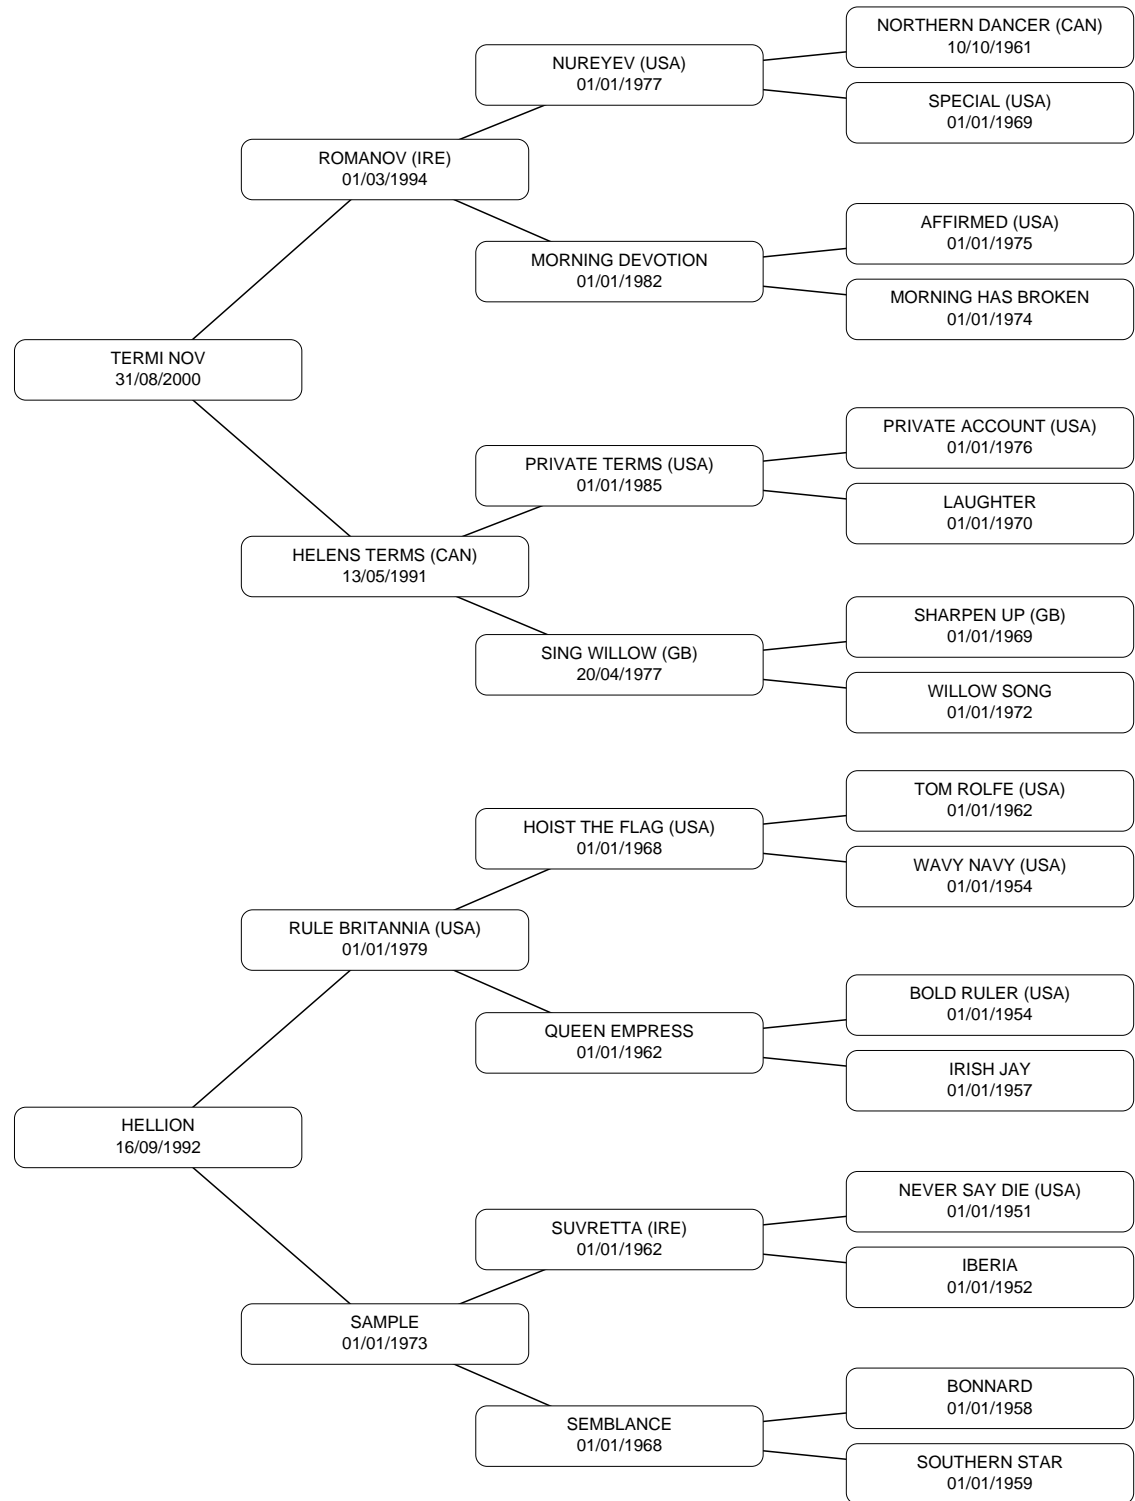 NORTHERN DANCER (CAN)
10/10/1961
NUREYEV (USA)
01/01/1977
SPECIAL (USA)
01/01/1969
ROMANOV (IRE)
01/03/1994
AFFIRMED (USA)
01/01/1975
MORNING DEVOTION
01/01/1982
MORNING HAS BROKEN
01/01/1974
TERMI NOV
31/08/2000
PRIVATE ACCOUNT (USA)
01/01/1976
PRIVATE TERMS (USA)
01/01/1985
LAUGHTER
01/01/1970
HELENS TERMS (CAN)
13/05/1991
SHARPEN UP (GB)
01/01/1969
SING WILLOW (GB)
20/04/1977
WILLOW SONG
01/01/1972
TOM ROLFE (USA)
01/01/1962
HOIST THE FLAG (USA)
01/01/1968
WAVY NAVY (USA)
01/01/1954
RULE BRITANNIA (USA)
01/01/1979
BOLD RULER (USA)
01/01/1954
QUEEN EMPRESS
01/01/1962
IRISH JAY
01/01/1957
HELLION
16/09/1992
NEVER SAY DIE (USA)
01/01/1951
SUVRETTA (IRE)
01/01/1962
IBERIA
01/01/1952
SAMPLE
01/01/1973
BONNARD
01/01/1958
SEMBLANCE
01/01/1968
SOUTHERN STAR
01/01/1959